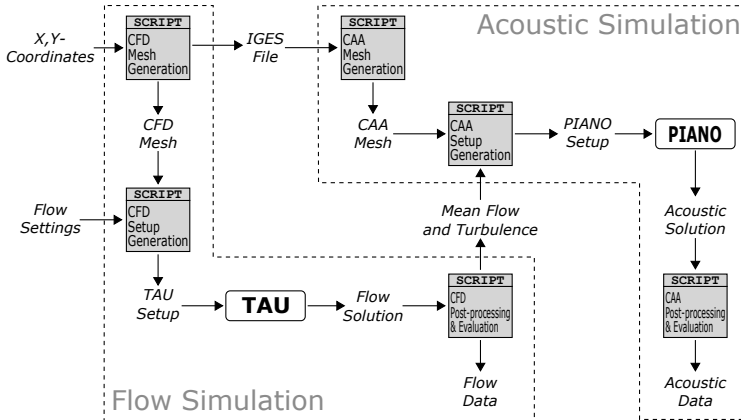 Acoustic Simulation
X,Y-
Coordinates
SCRIPT
CFD
Mesh
Generation
IGES
File
SCRIPT
CAA
Mesh
Generation
CFD
Mesh
CAA
Mesh
SCRIPT
CAA
Setup
Generation
PIANO
Setup
PIANO
Flow
Settings
SCRIPT
CFD
Setup
Generation
Mean Flow
and Turbulence
Acoustic
Solution
TAU
Setup
TAU
Flow
Solution
SCRIPT
CFD
Post-processing
& Evaluation
SCRIPT
CAA
Post-processing
& Evaluation
Flow Simulation
Flow
Data
Acoustic
Data